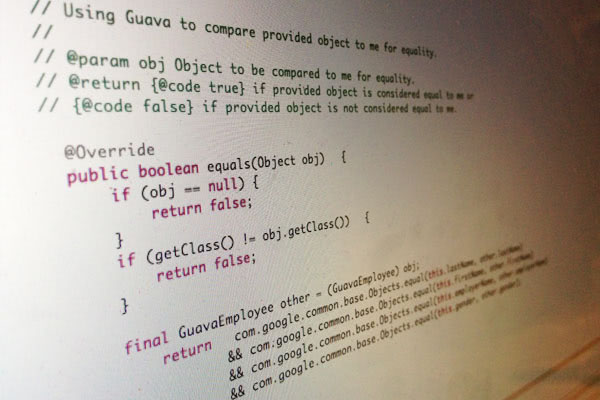 // Using Guava to compare provided object to me for equality.
//
// @param obj Object to be compared to me for equality.
// @return {@code true} if provided object is considered equal to me or
// {@code false} if provided object is not considered equal to me.
@Override
public boolean equals(Object obj) {
if (obj == null) {
return false;
}
if (getClass() != obj.getClass()) {
return false;
}
final GuavaEmployee other = (GuavaEmployee) obj;
return com.google.common.base.Objects.equal(this.lastName, other.lastName)
&& com.google.common.base.Objects.equal(this.firstName, other.firstName)
&& com.google.common.base.Objects.equal(this.employerName, other.employerName)
&& com.google.common.base.Objects.equal(this.gender, other.gender);